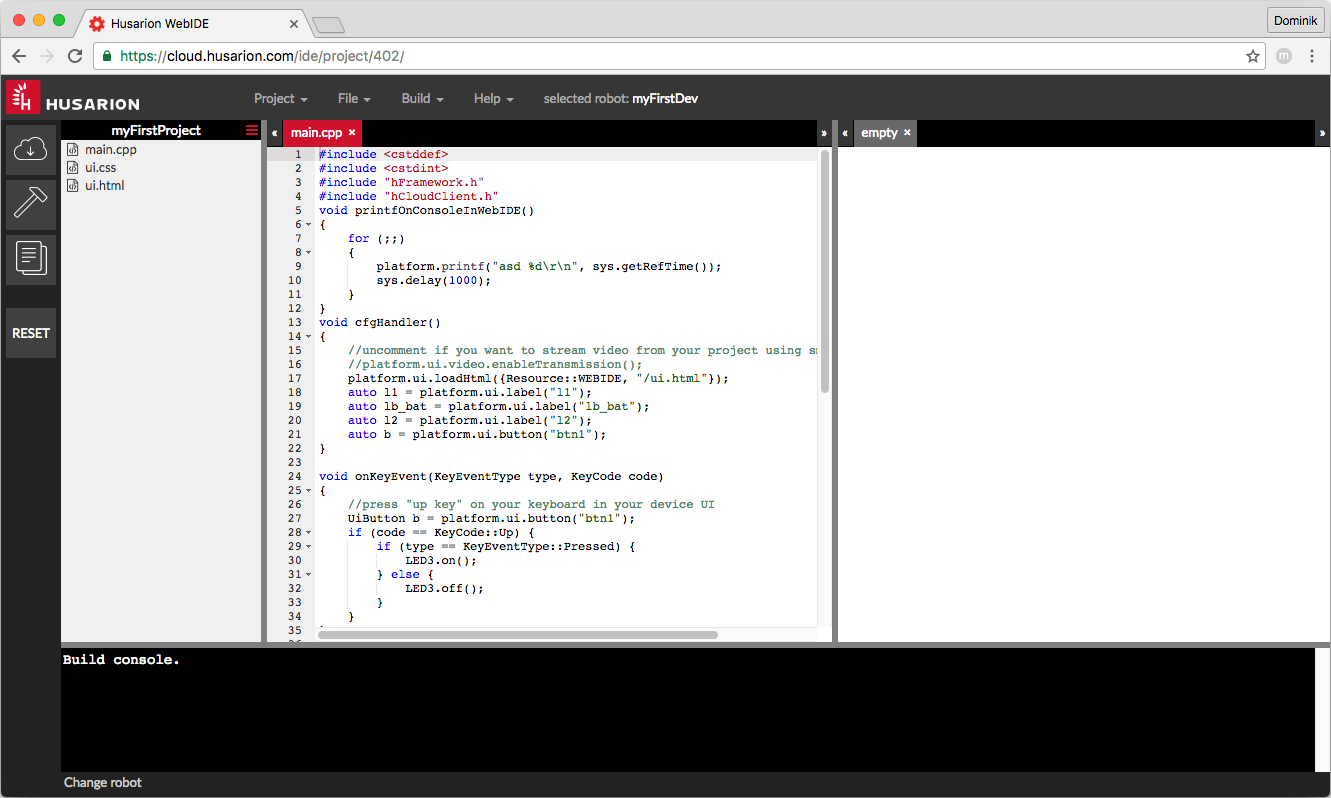 Husarion WebIDE
Dominik
https://cloud.husarion.com/ide/project/402/
m
H HUSARION
Project File Build Help selected robot: myFirstDev
myFirstProject
main.cpp
ui.css
ui.html
RESET
« main.cpp × »
« empty × »
1 #include <cstddef>
2 #include <cstdint>
3 #include "hFramework.h"
4 #include "hCloudClient.h"
5 void printfOnConsoleInWebIDE()
6 {
7     for (;;)
8     {
9         platform.printf("asd %d\r\n", sys.getRefTime());
10         sys.delay(1000);
11     }
12 }
13 void cfgHandler()
14 {
15     //uncomment if you want to stream video from your project using
16     //platform.ui.video.enableTransmission();
17     platform.ui.loadHtml({Resource::WEBIDE, "/ui.html"});
18     auto l1 = platform.ui.label("l1");
19     auto lb_bat = platform.ui.label("lb_bat");
20     auto l2 = platform.ui.label("l2");
21     auto b = platform.ui.button("btn1");
22 }
23
24 void onKeyEvent(KeyEventType type, KeyCode code)
25 {
26     //press "up key" on your keyboard in your device UI
27     UiButton b = platform.ui.button("btn1");
28     if (code == KeyCode::Up) {
29         if (type == KeyEventType::Pressed) {
30             LED3.on();
31         } else {
32             LED3.off();
33         }
34     }
35
Build console.
Change robot